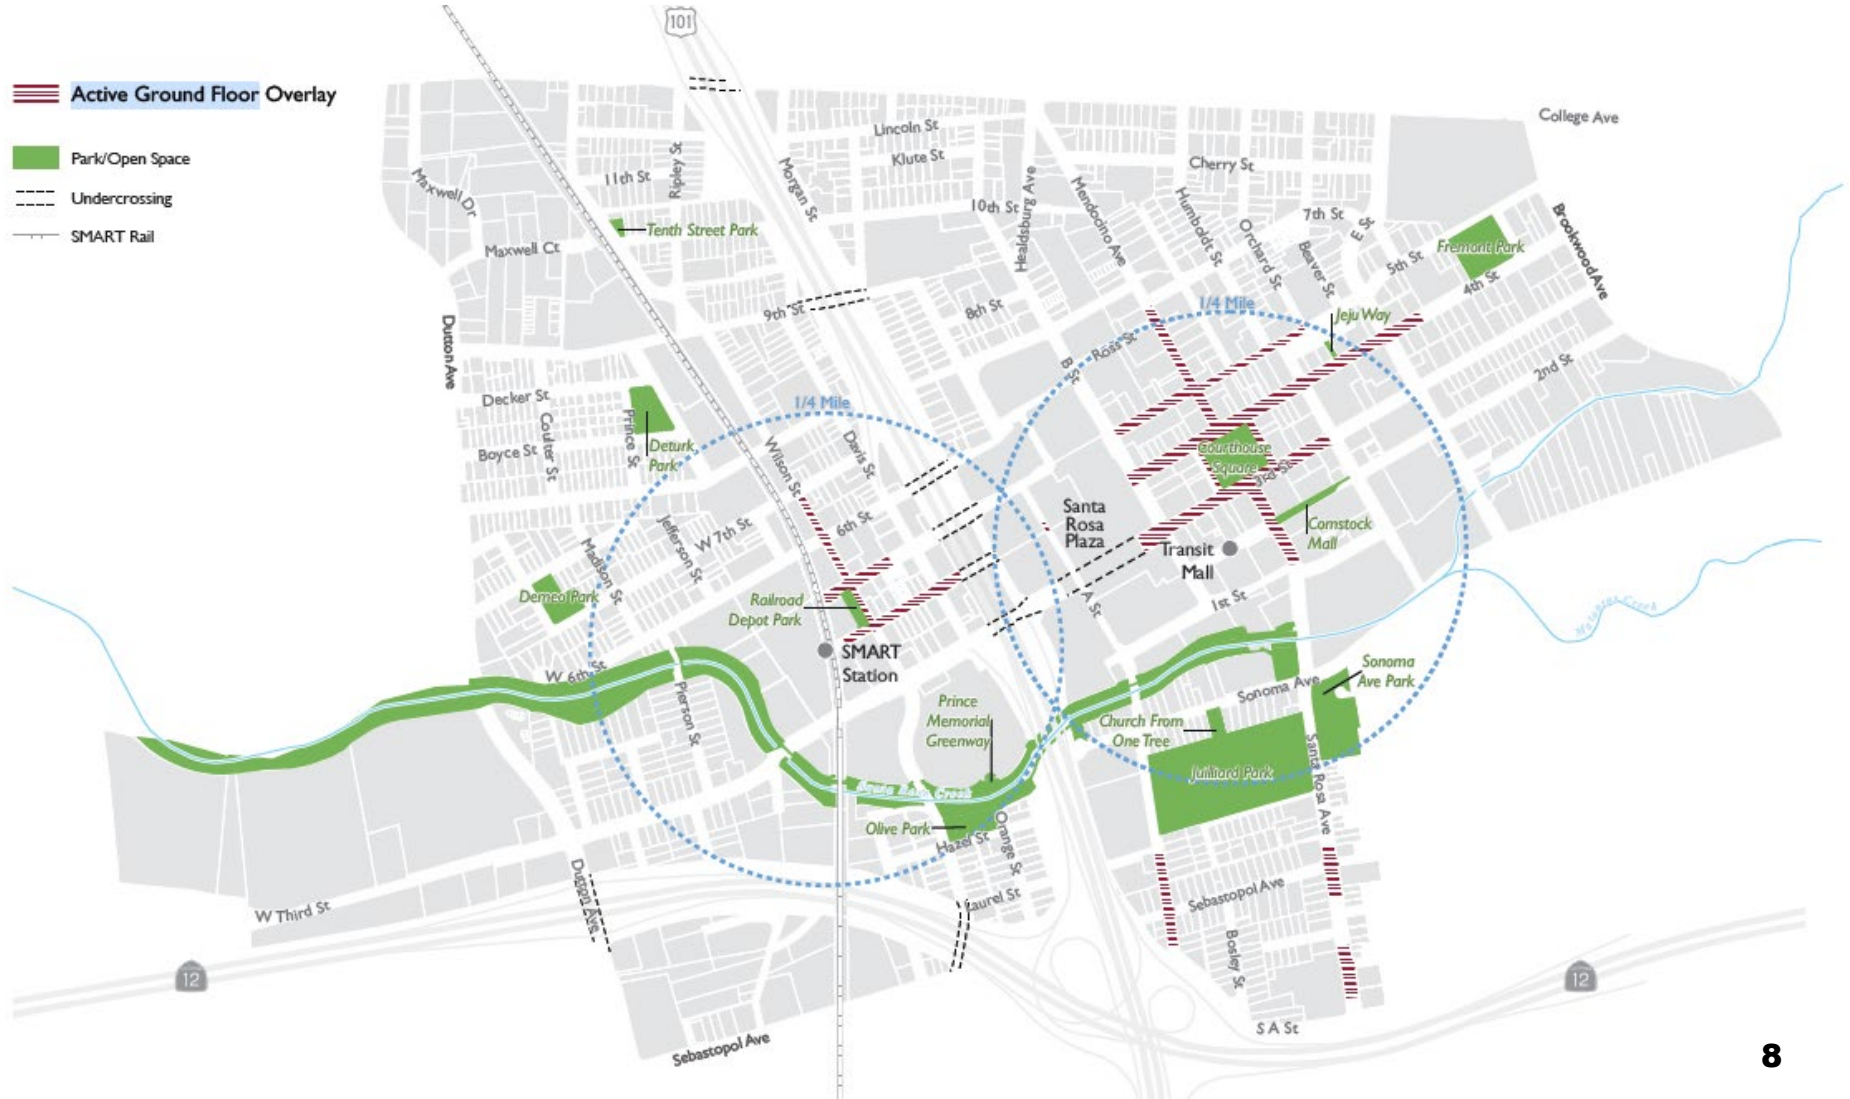 101
Active Ground Floor Overlay
Park/Open Space
Undercrossing
SMART Rail
College Ave
Lincoln St
Klute St
Cherry St
11th St
Ripley St
Morgan St
Maxwell Dr
10th St
Healdsburg Ave
Mendocino Ave
Humboldt St
Orchard St
7th St
E St
Beaver St
5th St
Fremont Park
4th St
Brookwood Ave
Tenth Street Park
Maxwell Ct
9th St
8th St
1/4 Mile
Jeju Way
Ross St
B St
2nd St
Dutton Ave
Decker St
Coulter St
Prince St
Boyce St
Deturk
Park
1/4 Mile
Wilson St
Davis St
Courthouse
Square
3rd St
6th St
W 7th St
Jefferson St
Madison St
Santa
Rosa
Plaza
Transit
Mall
Comstock
Mall
Demeo Park
Railroad
Depot Park
A St
1st St
Matanzas Creek
SMART
Station
W 6th St
Pierson St
Prince
Memorial
Greenway
Sonoma
Ave Park
Sonoma Ave
Church From
One Tree
Juilliard Park
Santa Rosa Ave
Santa Rosa Creek
Olive Park
Hazel St
Orange St
Laurel St
Dutton Ave
W Third St
Sebastopol Ave
Bosley St
12
12
S A St
Sebastopol Ave
8